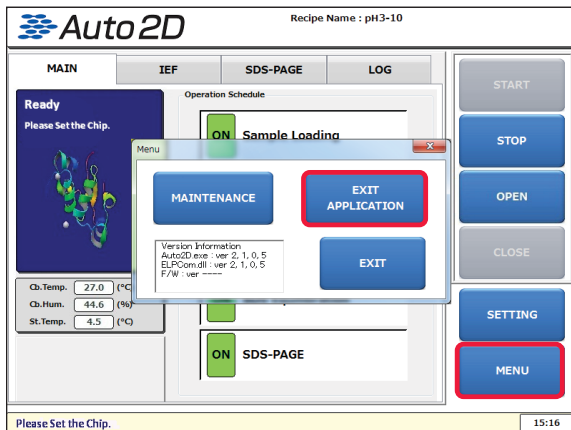 Auto2D
Recipe Name : pH3-10
MAIN
IEF
SDS-PAGE
LOG
Ready
Please Set the Chip.
Operation Schedule
ON Sample Loading
Menu
MAINTENANCE
EXIT
APPLICATION
Version Information
Auto2D.exe : ver 2, 1, 0, 5
ELPCom.dll : ver 2, 1, 0, 5
F/W : ver ----
EXIT
Cb.Temp. 27.0 (°C)
Cb.Hum. 44.6 (%)
St.Temp. 4.5 (°C)
ON SDS-PAGE
START
STOP
OPEN
CLOSE
SETTING
MENU
Please Set the Chip.
15:16